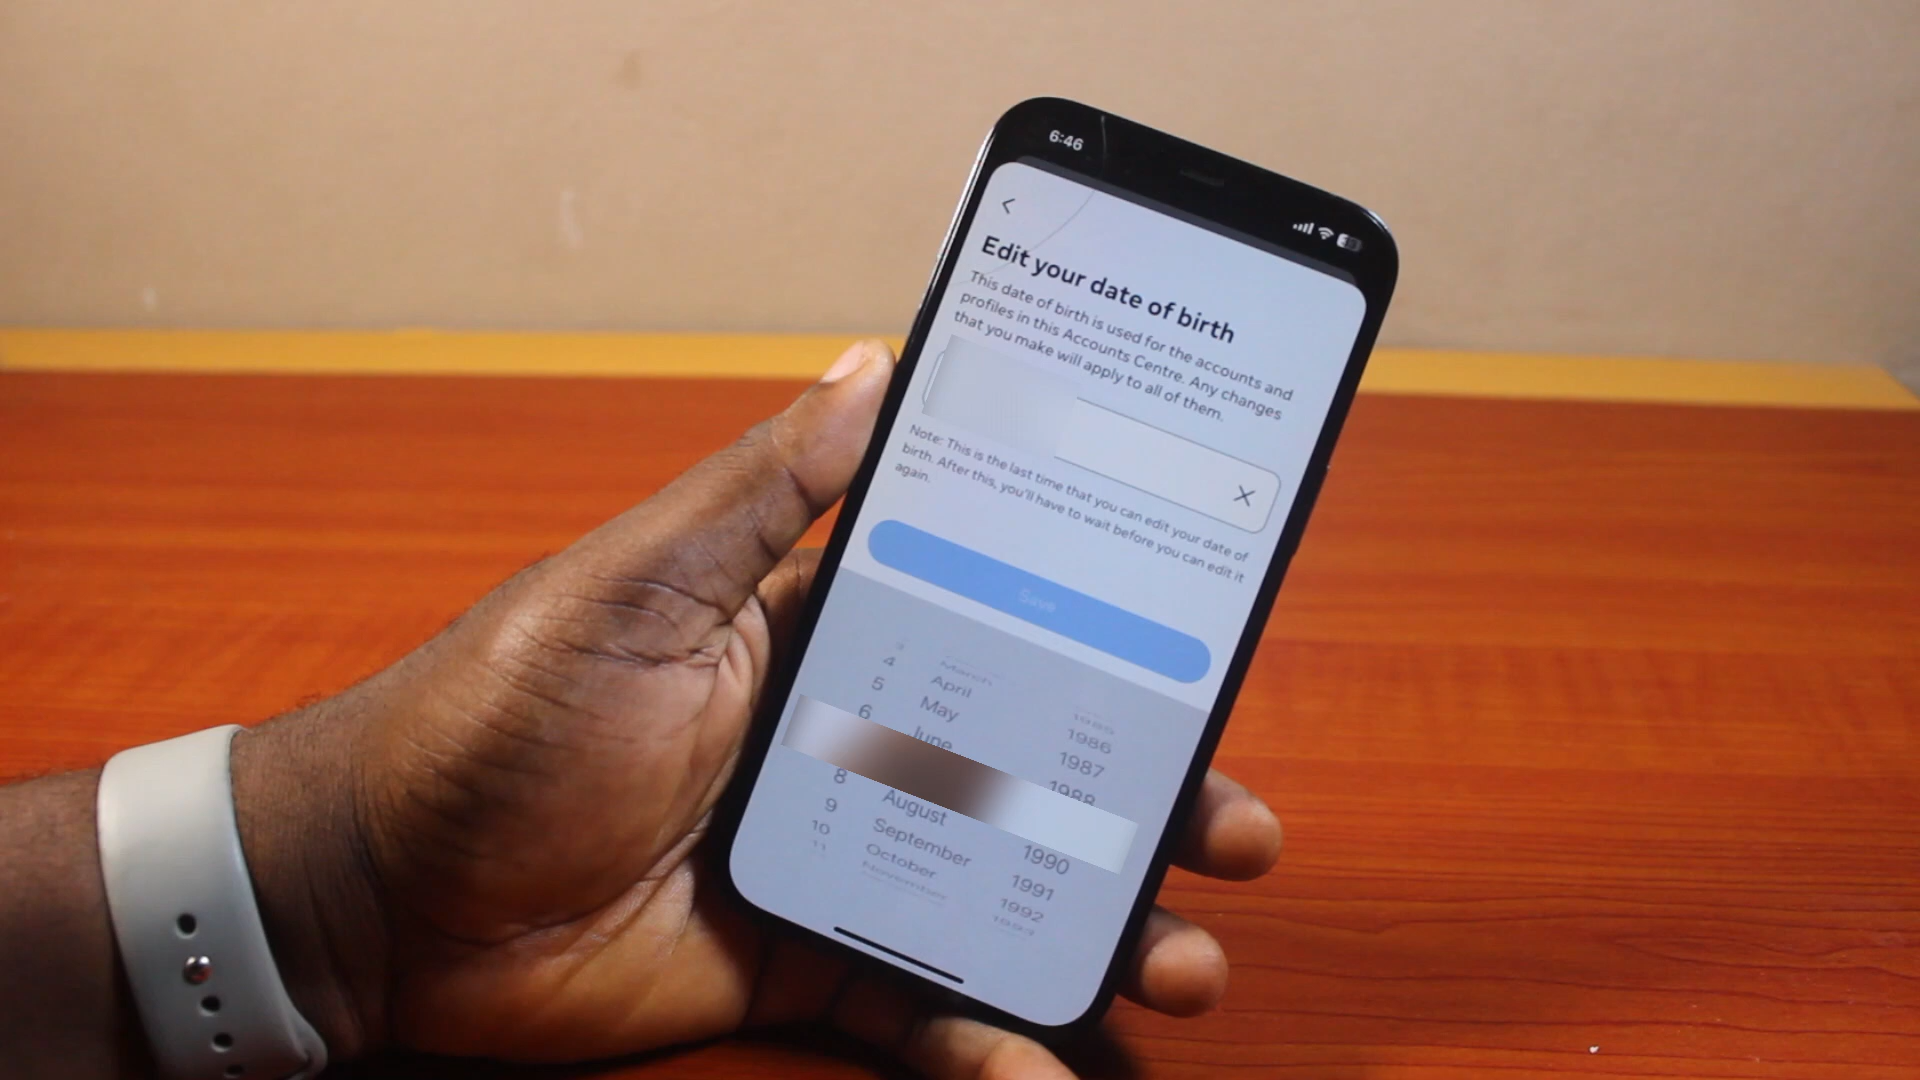 6:46
Edit your date of birth
This date of birth is used for the accounts and
profiles in this Accounts Centre. Any changes
that you make will apply to all of them.
Note: This is the last time that you can edit your date of
birth. After this, you'll have to wait before you can edit it
again.
Save
3 March 1985
4 April 1986
5 May 1987
6 June 1988
8 August 1990
9 September 1991
10 October 1992
11 November 1993